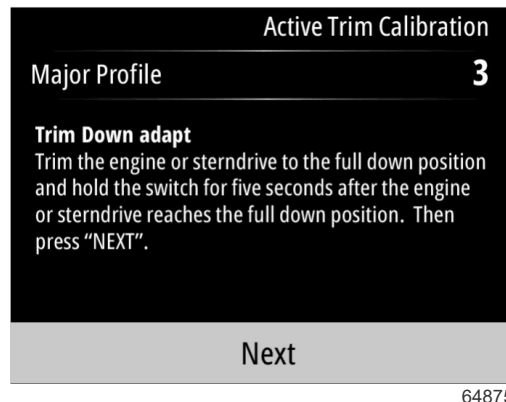 Active Trim Calibration
Major Profile 3
Trim Down adapt
Trim the engine or sterndrive to the full down position
and hold the switch for five seconds after the engine
or sterndrive reaches the full down position. Then
press “NEXT”.
Next
64875